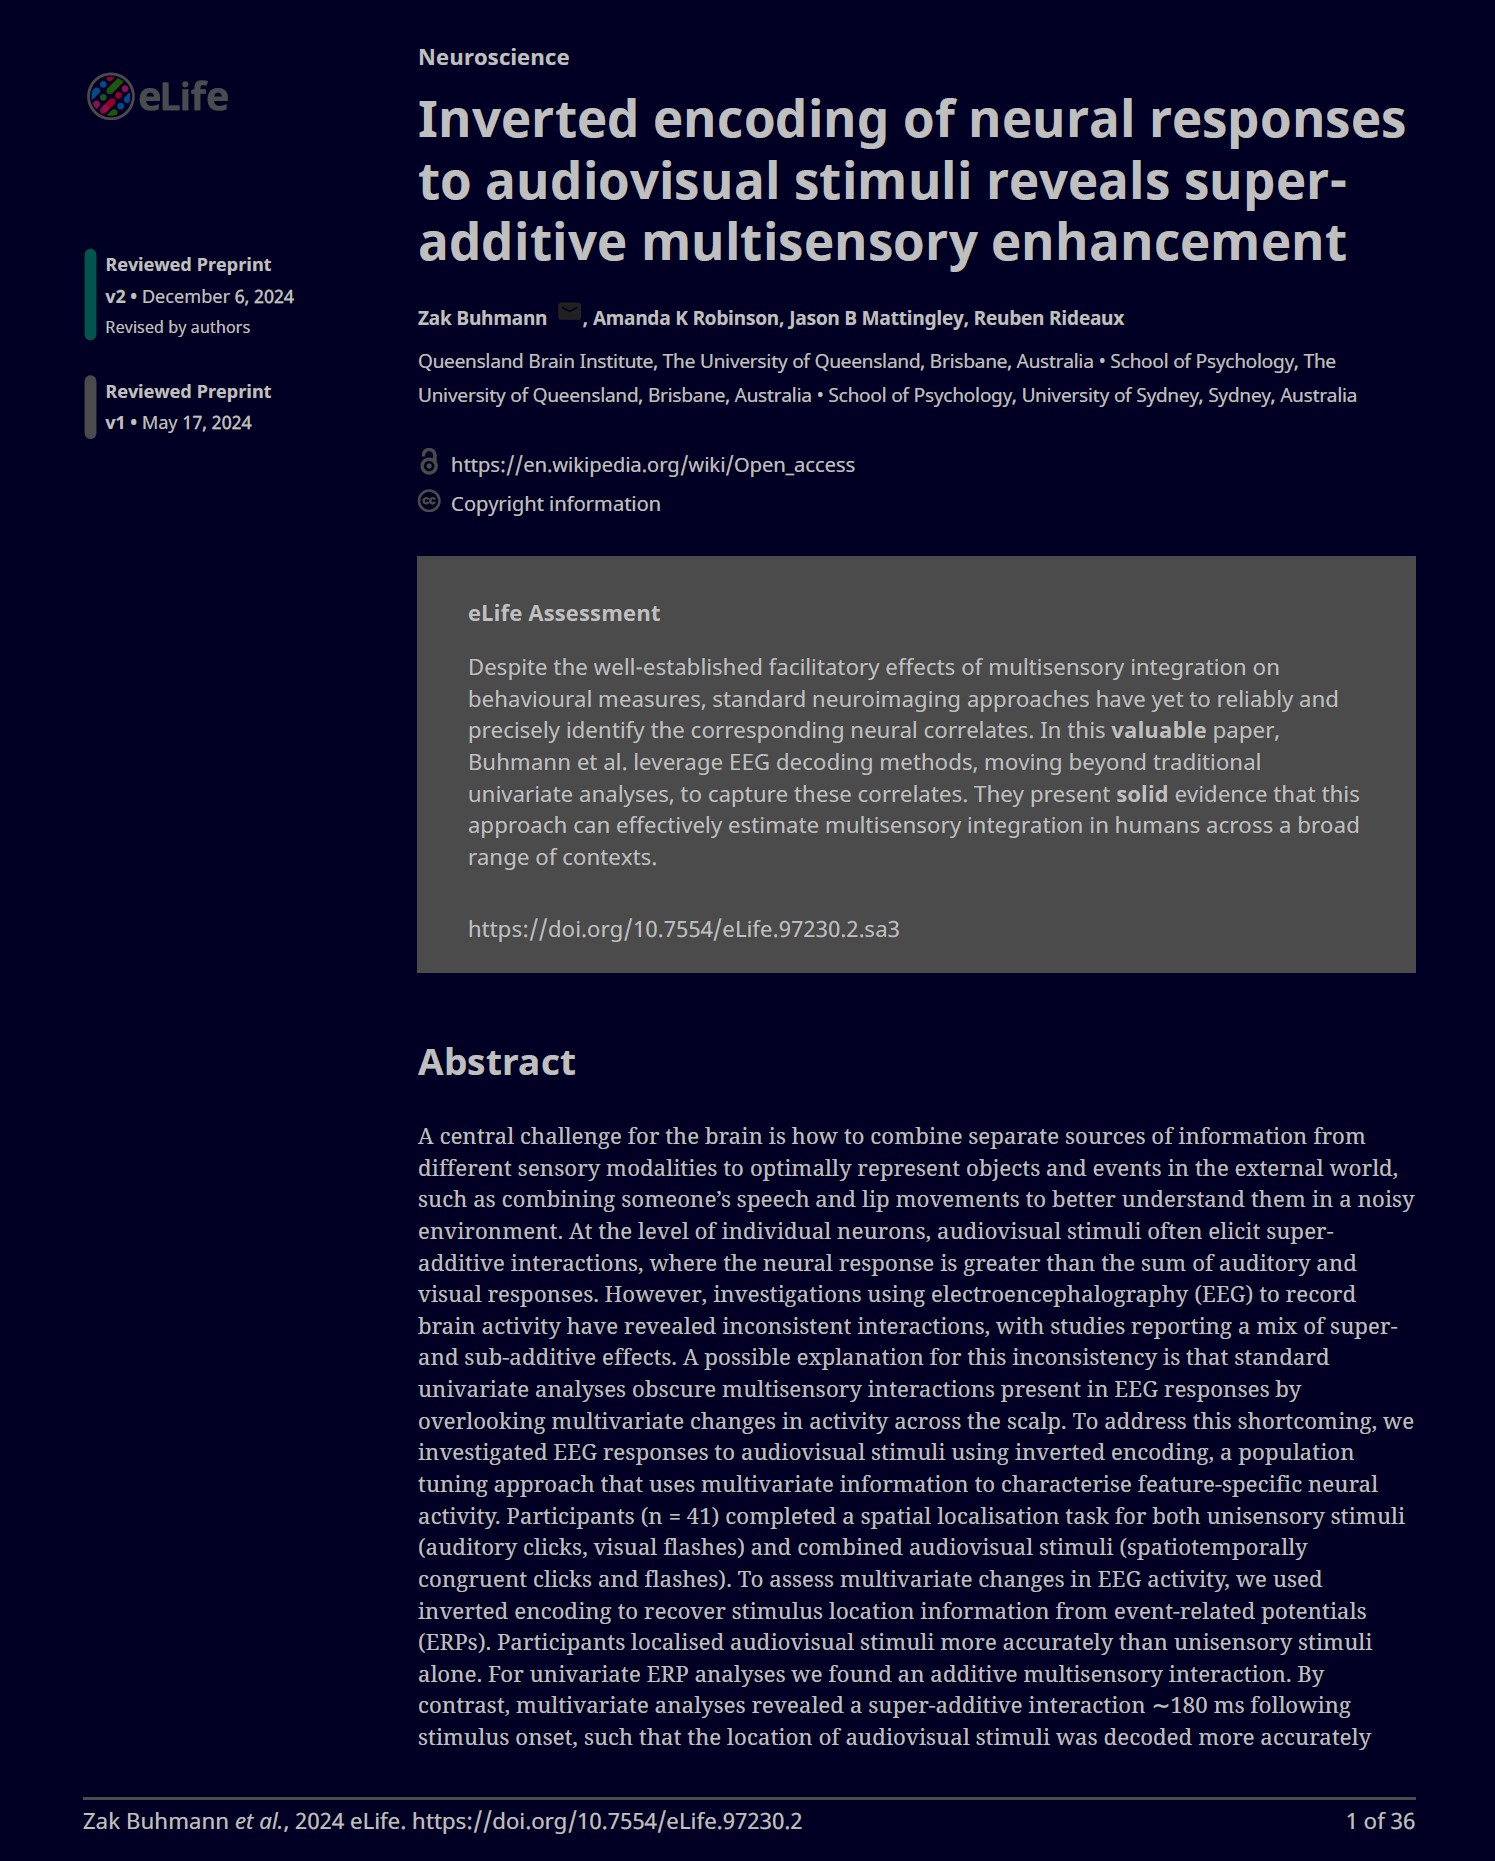 eLife
Neuroscience
Inverted encoding of neural responses
to audiovisual stimuli reveals super-
additive multisensory enhancement
Reviewed Preprint
v2 • December 6, 2024
Revised by authors
Reviewed Preprint
v1 • May 17, 2024
Zak Buhmann , Amanda K Robinson, Jason B Mattingley, Reuben Rideaux
Queensland Brain Institute, The University of Queensland, Brisbane, Australia • School of Psychology, The
University of Queensland, Brisbane, Australia • School of Psychology, University of Sydney, Sydney, Australia
https://en.wikipedia.org/wiki/Open_access
cc Copyright information
eLife Assessment
Despite the well-established facilitatory effects of multisensory integration on
behavioural measures, standard neuroimaging approaches have yet to reliably and
precisely identify the corresponding neural correlates. In this valuable paper,
Buhmann et al. leverage EEG decoding methods, moving beyond traditional
univariate analyses, to capture these correlates. They present solid evidence that this
approach can effectively estimate multisensory integration in humans across a broad
range of contexts.
https://doi.org/10.7554/eLife.97230.2.sa3
Abstract
A central challenge for the brain is how to combine separate sources of information from
different sensory modalities to optimally represent objects and events in the external world,
such as combining someone’s speech and lip movements to better understand them in a noisy
environment. At the level of individual neurons, audiovisual stimuli often elicit super-
additive interactions, where the neural response is greater than the sum of auditory and
visual responses. However, investigations using electroencephalography (EEG) to record
brain activity have revealed inconsistent interactions, with studies reporting a mix of super-
and sub-additive effects. A possible explanation for this inconsistency is that standard
univariate analyses obscure multisensory interactions present in EEG responses by
overlooking multivariate changes in activity across the scalp. To address this shortcoming, we
investigated EEG responses to audiovisual stimuli using inverted encoding, a population
tuning approach that uses multivariate information to characterise feature-specific neural
activity. Participants (n = 41) completed a spatial localisation task for both unisensory stimuli
(auditory clicks, visual flashes) and combined audiovisual stimuli (spatiotemporally
congruent clicks and flashes). To assess multivariate changes in EEG activity, we used
inverted encoding to recover stimulus location information from event-related potentials
(ERPs). Participants localised audiovisual stimuli more accurately than unisensory stimuli
alone. For univariate ERP analyses we found an additive multisensory interaction. By
contrast, multivariate analyses revealed a super-additive interaction ∼180 ms following
stimulus onset, such that the location of audiovisual stimuli was decoded more accurately
Zak Buhmann et al., 2024 eLife. https://doi.org/10.7554/eLife.97230.2
1 of 36